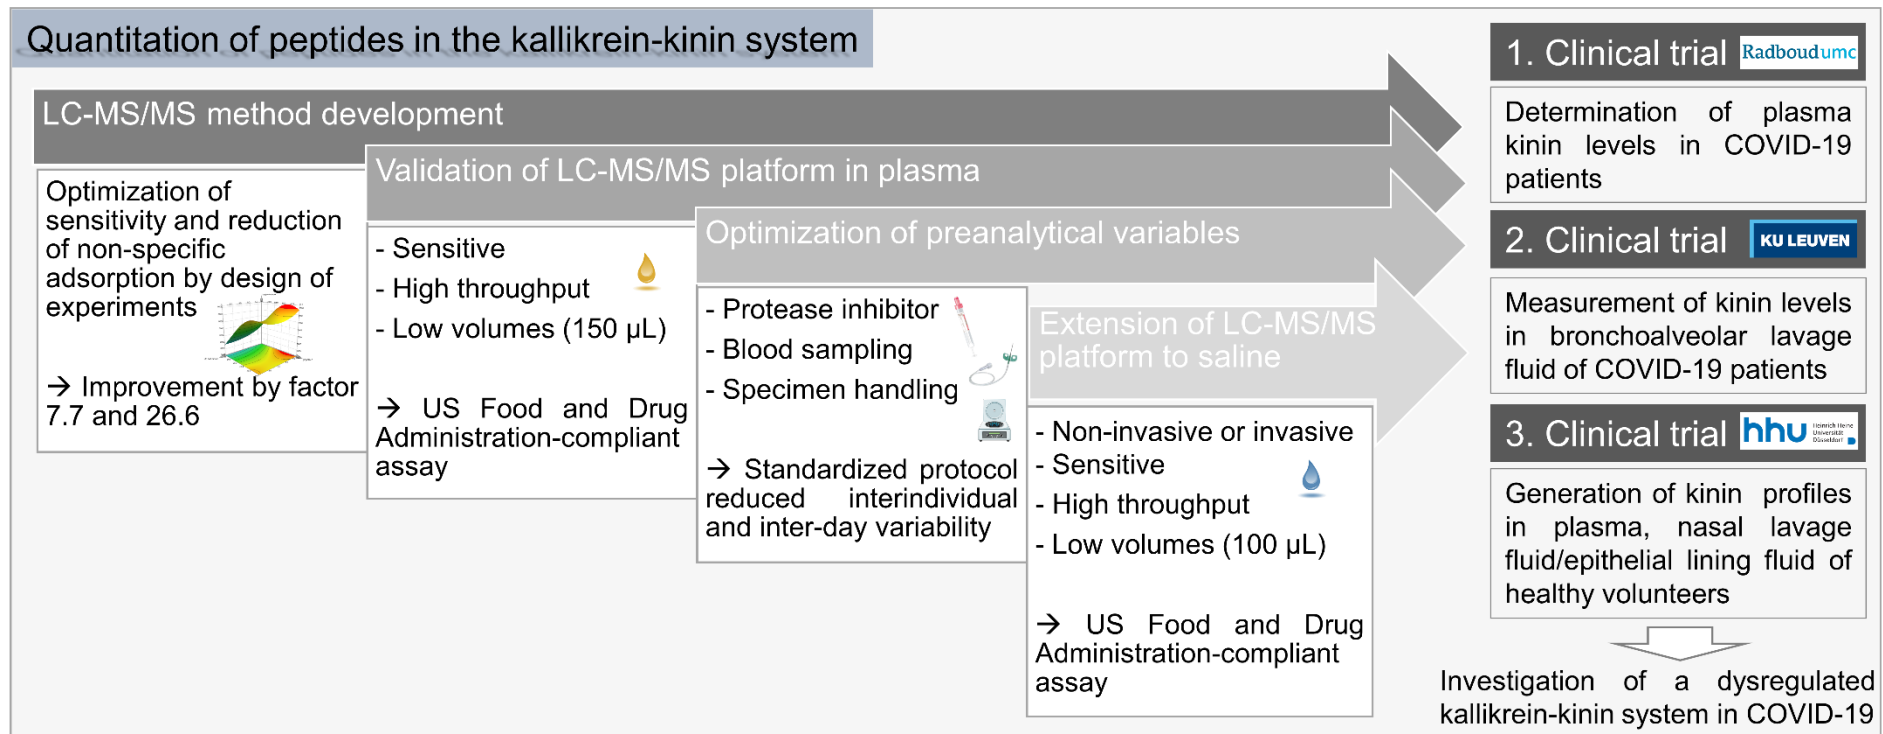 Quantitation of peptides in the kallikrein-kinin system
LC-MS/MS method development
Optimization of
sensitivity and reduction
of non-specific
adsorption by design of
experiments
→ Improvement by factor
7.7 and 26.6
Validation of LC-MS/MS platform in plasma
- Sensitive
- High throughput
- Low volumes (150 µL)
→ US Food and Drug
Administration-compliant
assay
Optimization of preanalytical variables
- Protease inhibitor
- Blood sampling
- Specimen handling
→ Standardized protocol
reduced interindividual
and inter-day variability
Extension of LC-MS/MS
platform to saline
- Non-invasive or invasive
- Sensitive
- High throughput
- Low volumes (100 µL)
→ US Food and Drug
Administration-compliant
assay
1. Clinical trial Radboudumc
Determination of plasma
kinin levels in COVID-19
patients
2. Clinical trial KU LEUVEN
Measurement of kinin levels
in bronchoalveolar lavage
fluid of COVID-19 patients
3. Clinical trial hhu Heinrich Heine
Universität
Düsseldorf
Generation of kinin profiles
in plasma, nasal lavage
fluid/epithelial lining fluid of
healthy volunteers
Investigation of a dysregulated
kallikrein-kinin system in COVID-19